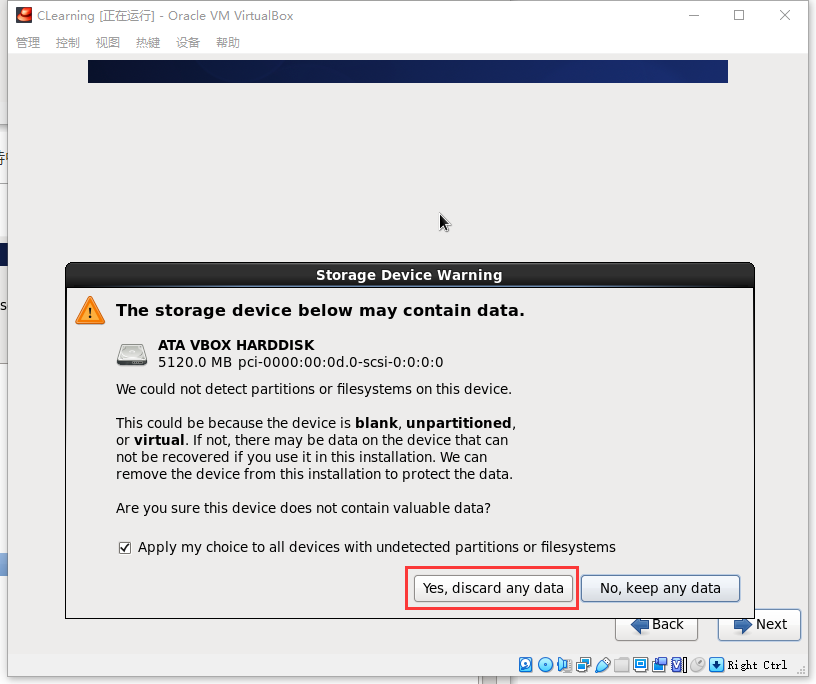 CLearning [正在运行] - Oracle VM VirtualBox
管理 控制 视图 热键 设备 帮助
Storage Device Warning
The storage device below may contain data.
ATA VBOX HARDDISK
5120.0 MB pci-0000:00:0d.0-scsi-0:0:0:0
We could not detect partitions or filesystems on this device.
This could be because the device is blank, unpartitioned,
or virtual. If not, there may be data on the device that can
not be recovered if you use it in this installation. We can
remove the device from this installation to protect the data.
Are you sure this device does not contain valuable data?
Apply my choice to all devices with undetected partitions or filesystems
Yes, discard any data No, keep any data
Back Next
Right Ctrl